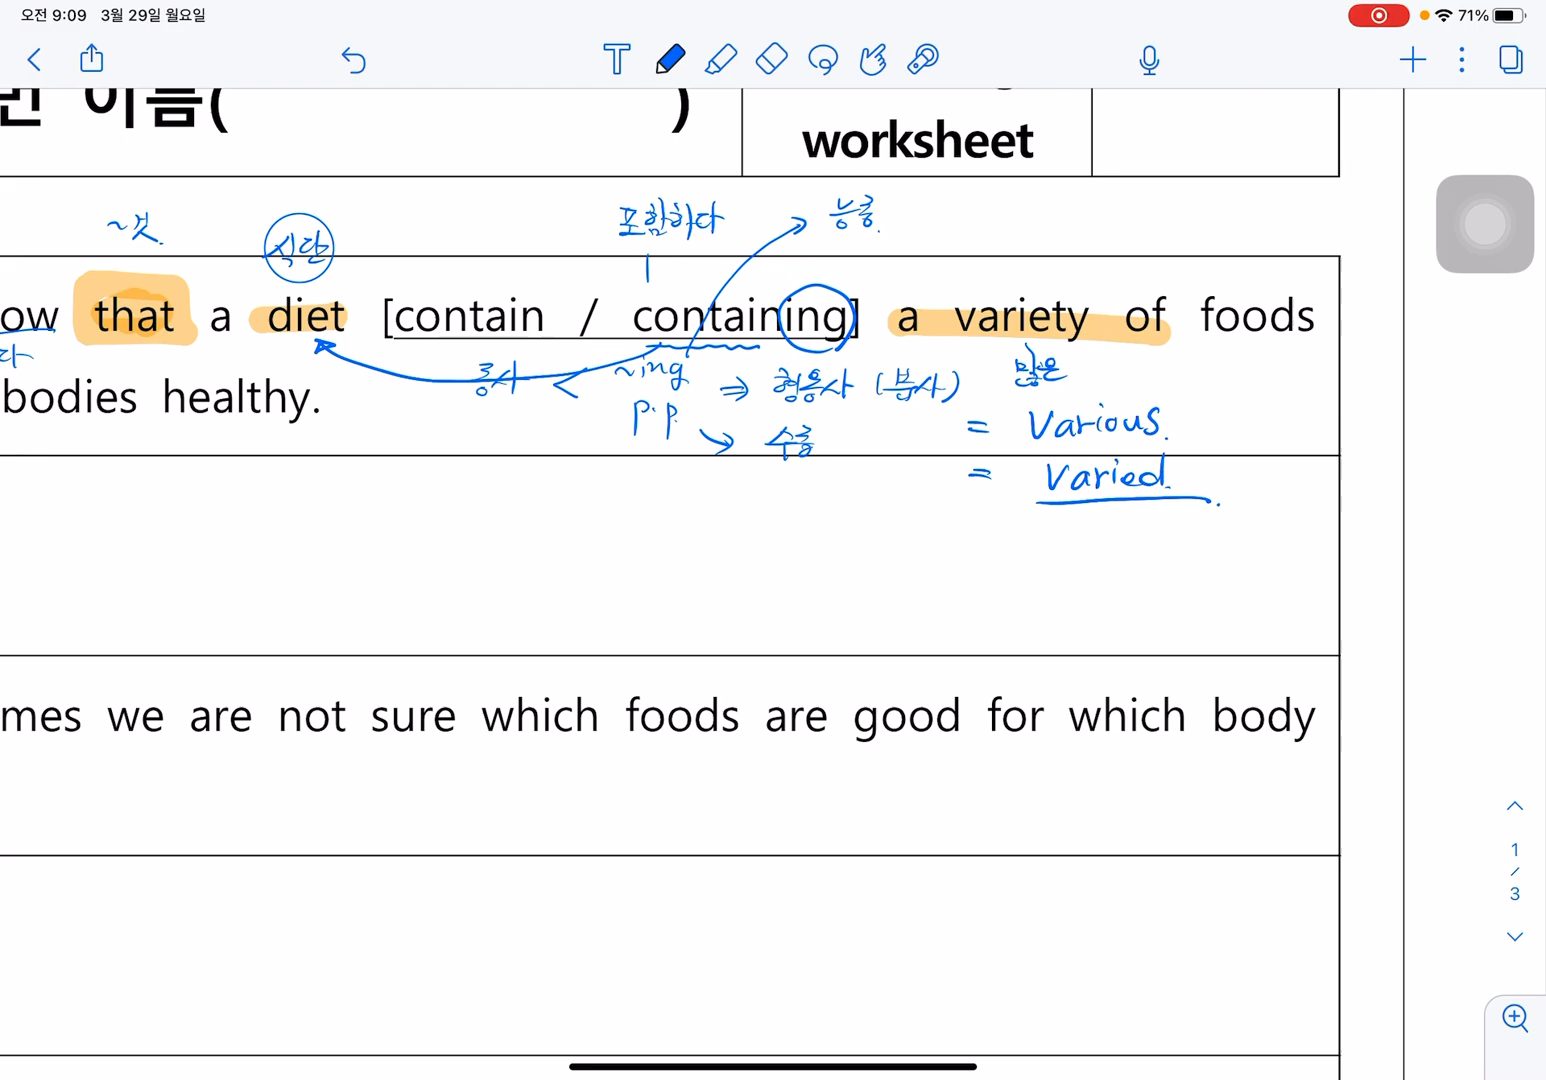 오전 9:09 3월 29일 월요일 71%
이름( )
worksheet
~것. 식단 포함하다 능동.
ow that a diet [contain / containing] a variety of foods
다 동사 < ~ing ⇒ 형용사 (분사) 많은
bodies healthy.
p.p. → 수동 = various.
= varied.
mes we are not sure which foods are good for which body
1
/
3